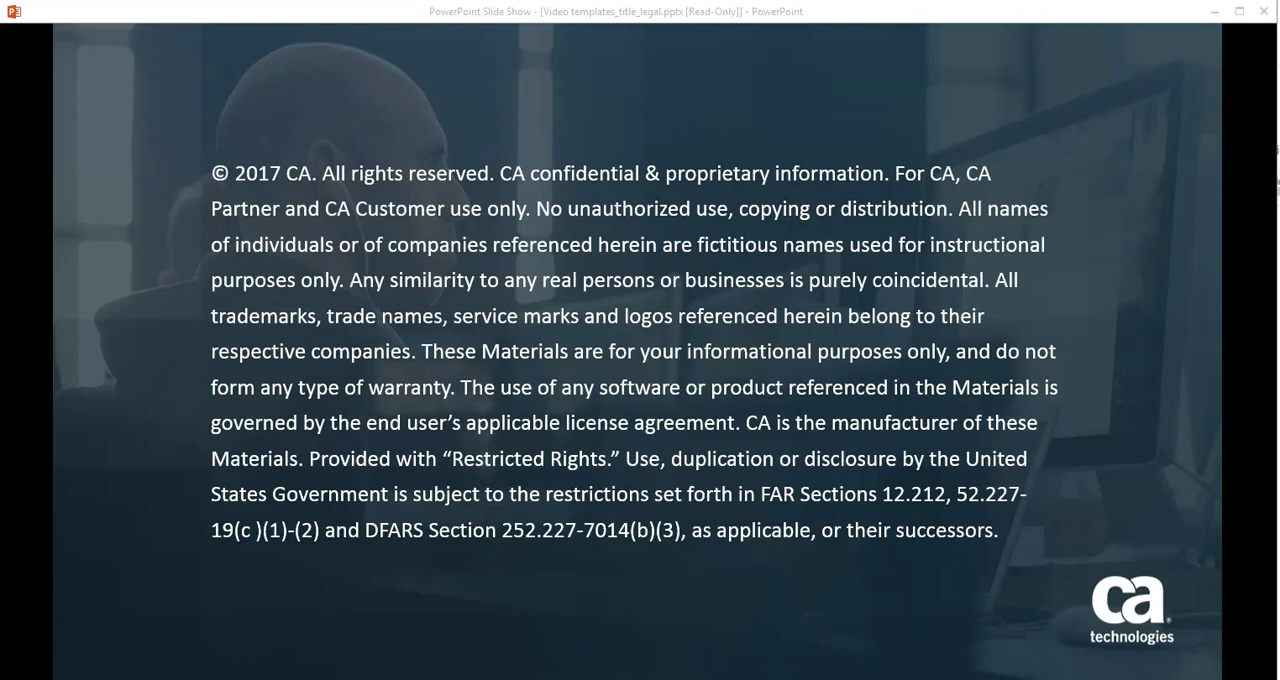 PowerPoint Slide Show - [Video templates_title_legal.pptx [Read-Only]] - PowerPoint
© 2017 CA. All rights reserved. CA confidential & proprietary information. For CA, CA
Partner and CA Customer use only. No unauthorized use, copying or distribution. All names
of individuals or of companies referenced herein are fictitious names used for instructional
purposes only. Any similarity to any real persons or businesses is purely coincidental. All
trademarks, trade names, service marks and logos referenced herein belong to their
respective companies. These Materials are for your informational purposes only, and do not
form any type of warranty. The use of any software or product referenced in the Materials is
governed by the end user’s applicable license agreement. CA is the manufacturer of these
Materials. Provided with “Restricted Rights.” Use, duplication or disclosure by the United
States Government is subject to the restrictions set forth in FAR Sections 12.212, 52.227-
19(c )(1)-(2) and DFARS Section 252.227-7014(b)(3), as applicable, or their successors.
ca
technologies